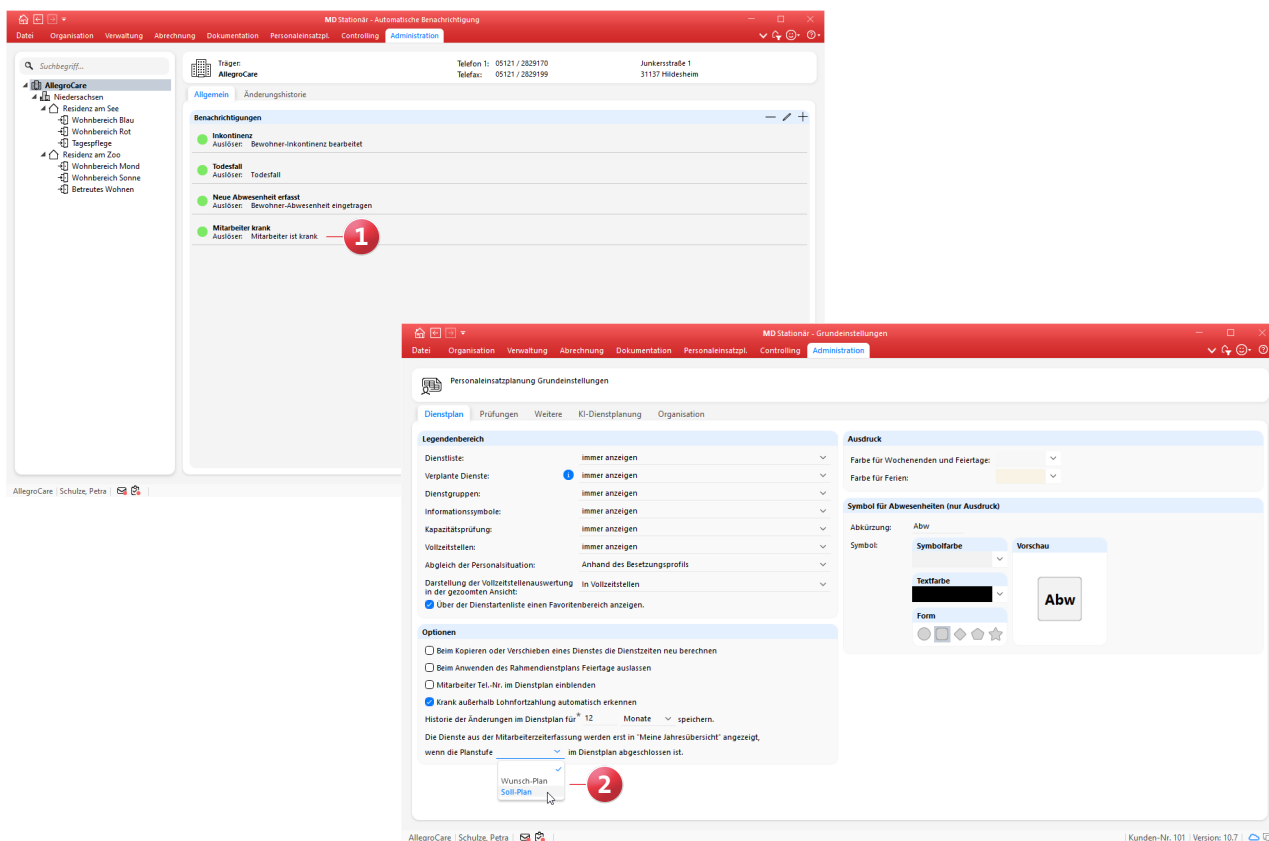 MD Stationär - Automatische Benachrichtigung
Datei Organisation Verwaltung Abrechnung Dokumentation Personaleinsatzpl. Controlling Administration
Suchbegriff...
AllegroCare
Niedersachsen
Residenz am See
Wohnbereich Blau
Wohnbereich Rot
Tagespflege
Residenz am Zoo
Wohnbereich Mond
Wohnbereich Sonne
Betreutes Wohnen
Träger: Telefon 1: 05121 / 2829170 Junkersstraße 1
AllegroCare Telefax: 05121 / 2829199 31137 Hildesheim
Allgemein Änderungshistorie
Benachrichtigungen
Inkontinenz
Auslöser: Bewohner-Inkontinenz bearbeitet
Todesfall
Auslöser: Todesfall
Neue Abwesenheit erfasst
Auslöser: Bewohner-Abwesenheit eingetragen
Mitarbeiter krank
Auslöser: Mitarbeiter ist krank
1
AllegroCare Schulze, Petra
MD Stationär - Grundeinstellungen
Datei Organisation Verwaltung Abrechnung Dokumentation Personaleinsatzpl. Controlling Administration
Personaleinsatzplanung Grundeinstellungen
Dienstplan Prüfungen Weitere KI-Dienstplanung Organisation
Legendenbereich
Dienstliste: immer anzeigen
Verplante Dienste: i immer anzeigen
Dienstgruppen: immer anzeigen
Informationssymbole: immer anzeigen
Kapazitätsprüfung: immer anzeigen
Vollzeitstellen: immer anzeigen
Abgleich der Personalsituation: Anhand des Besetzungsprofils
Darstellung der Vollzeitstellenauswertung In Vollzeitstellen
in der gezoomten Ansicht:
Über der Dienstartenliste einen Favoritenbereich anzeigen.
Optionen
Beim Kopieren oder Verschieben eines Dienstes die Dienstzeiten neu berechnen
Beim Anwenden des Rahmendienstplans Feiertage auslassen
Mitarbeiter Tel.-Nr. im Dienstplan einblenden
Krank außerhalb Lohnfortzahlung automatisch erkennen
Historie der Änderungen im Dienstplan für * 12 Monate speichern.
Die Dienste aus der Mitarbeiterzeiterfassung werden erst in "Meine Jahresübersicht" angezeigt,
wenn die Planstufe im Dienstplan abgeschlossen ist.
Wunsch-Plan
Soll-Plan
2
Ausdruck
Farbe für Wochenenden und Feiertage:
Farbe für Ferien:
Symbol für Abwesenheiten (nur Ausdruck)
Abkürzung: Abw
Symbol: Symbolfarbe Vorschau
Textfarbe
Abw
Form
AllegroCare Schulze, Petra Kunden-Nr. 101 Version: 10.7